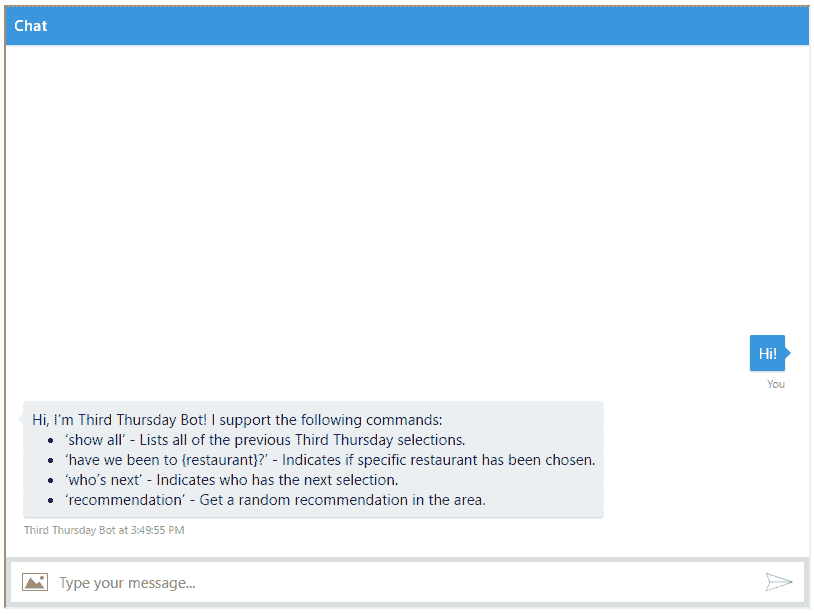 Chat
Hi!
You
Hi, I'm Third Thursday Bot! I support the following commands:
• ‘show all’ - Lists all of the previous Third Thursday selections.
• ‘have we been to {restaurant}?’ - Indicates if specific restaurant has been chosen.
• ‘who’s next’ - Indicates who has the next selection.
• ‘recommendation’ - Get a random recommendation in the area.
Third Thursday Bot at 3:49:55 PM
Type your message...